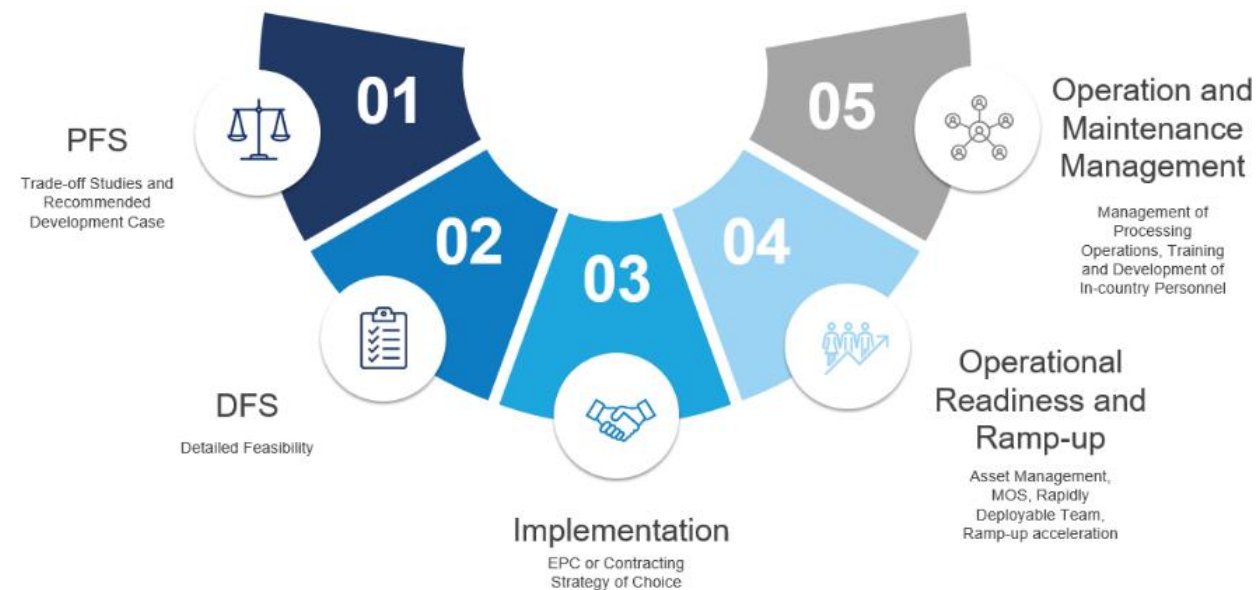 01
PFS
Trade-off Studies and
Recommended
Development Case
02
DFS
Detailed Feasibility
03
Implementation
EPC or Contracting
Strategy of Choice
04
Operational
Readiness and
Ramp-up
Asset Management,
MOS, Rapidly
Deployable Team,
Ramp-up acceleration
05
Operation and
Maintenance
Management
Management of
Processing
Operations, Training
and Development of
In-country Personnel